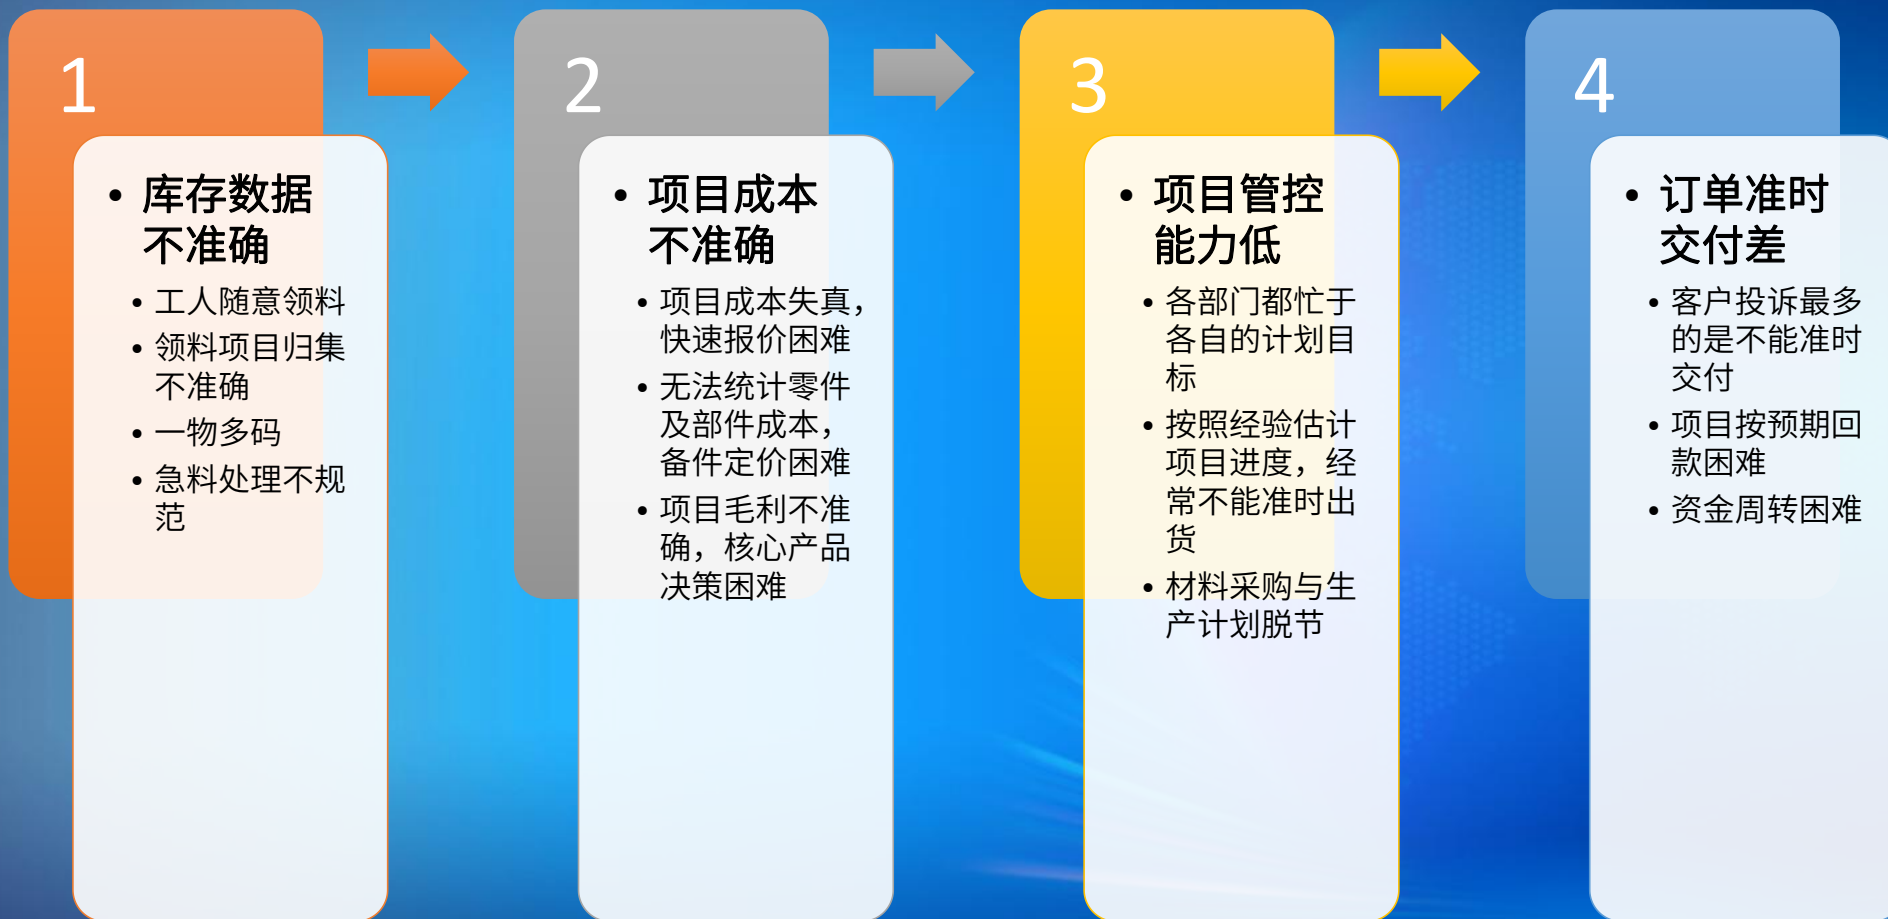 1
• 库存数据
不准确
• 工人随意领料
• 领料项目归集
不准确
• 一物多码
• 急料处理不规
范
2
• 项目成本
不准确
• 项目成本失真，
快速报价困难
• 无法统计零件
及部件成本，
备件定价困难
• 项目毛利不准
确，核心产品
决策困难
3
• 项目管控
能力低
• 各部门都忙于
各自的计划目
标
• 按照经验估计
项目进度，经
常不能准时出
货
• 材料采购与生
产计划脱节
4
• 订单准时
交付差
• 客户投诉最多
的是不能准时
交付
• 项目按预期回
款困难
• 资金周转困难